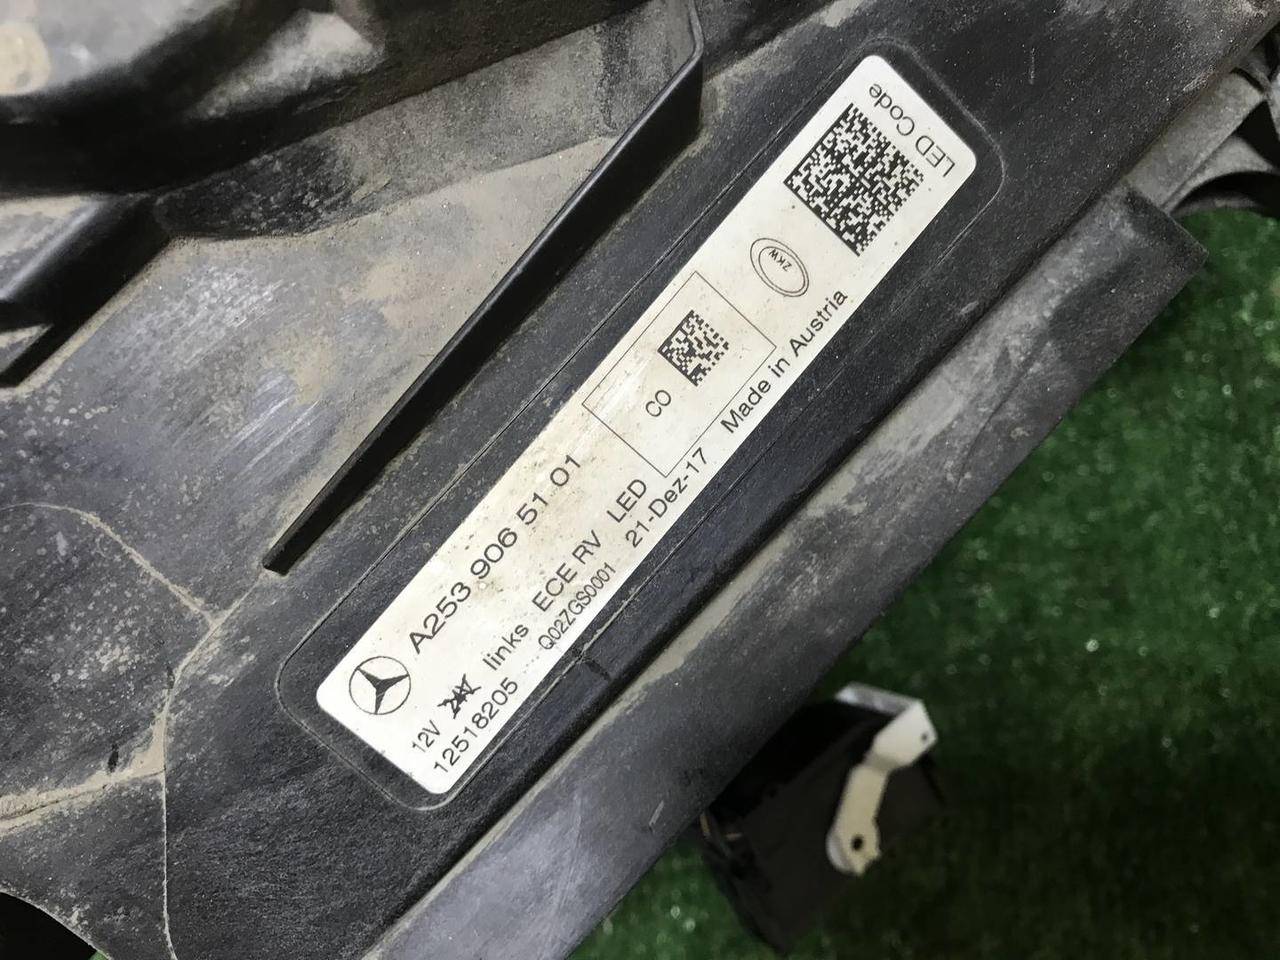 A253 906 51 01
12V links ECE RV LED
12518205 Q02ZGS0001 21-Dez-17 Made in Austria
CO
ZKW
LED Code